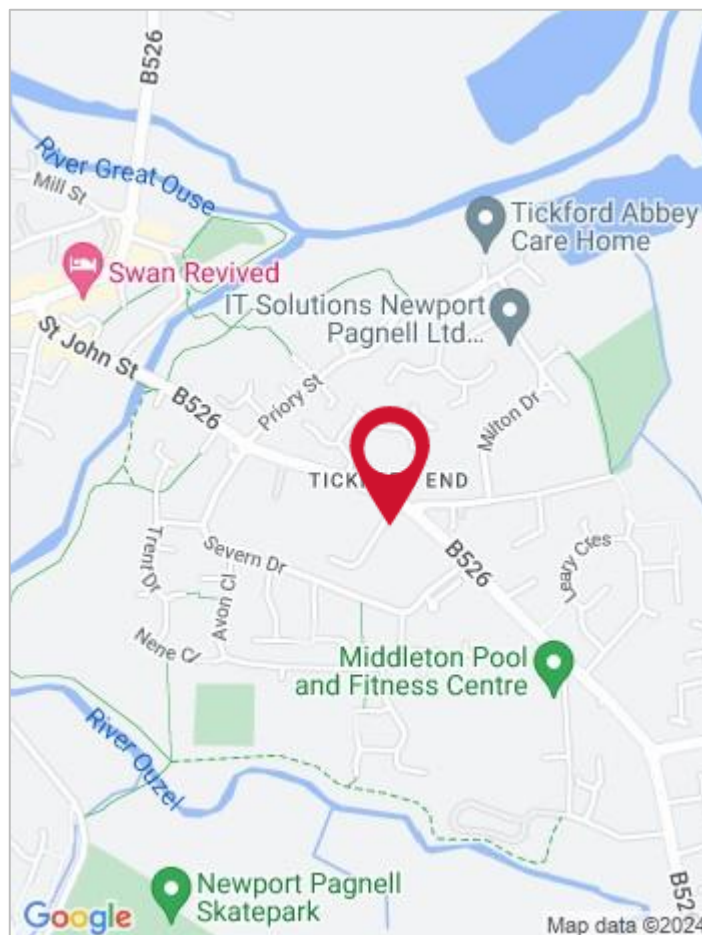 B526
River Great Ouse
Mill St
Tickford Abbey
Care Home
Swan Revived
IT Solutions Newport
Pagnell Ltd...
St John St
B526
Priory St
Milton Dr
END
Severn Dr
B526
Trent Dr
Avon Cl
Leary Cres
Nene Cl
Middleton Pool
and Fitness Centre
River Ouzel
Newport Pagnell
Skatepark
Google
Map data ©2024